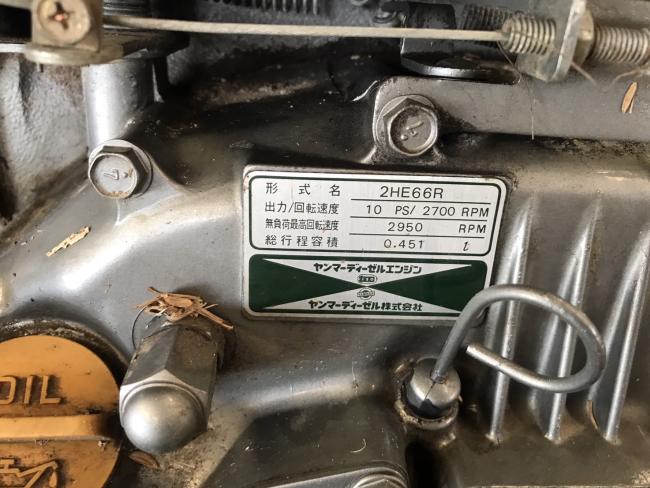 形式名 2HE66R
出力/回転速度 10 PS/ 2700 RPM
無負荷最高回転速度 2950 RPM
総行程容積 0.451 ℓ
ヤンマーディーゼルエンジン
ヤンマーディーゼル株式会社
OIL